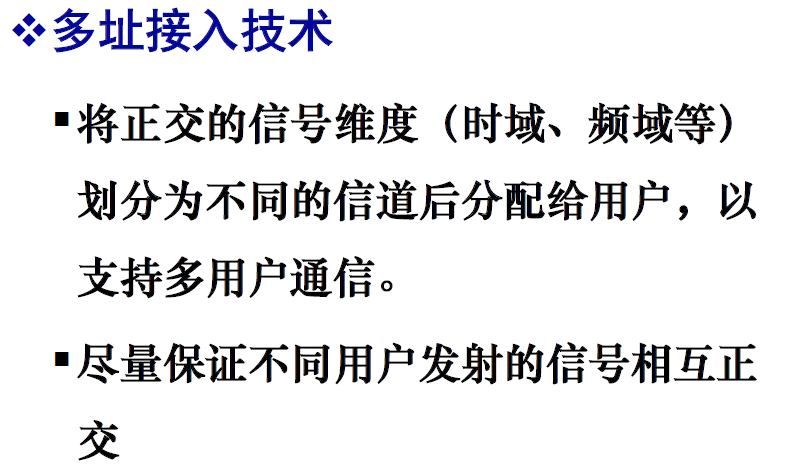 ❖多址接入技术
▪将正交的信号维度（时域、频域等）
划分为不同的信道后分配给用户，以
支持多用户通信。
▪尽量保证不同用户发射的信号相互正
交